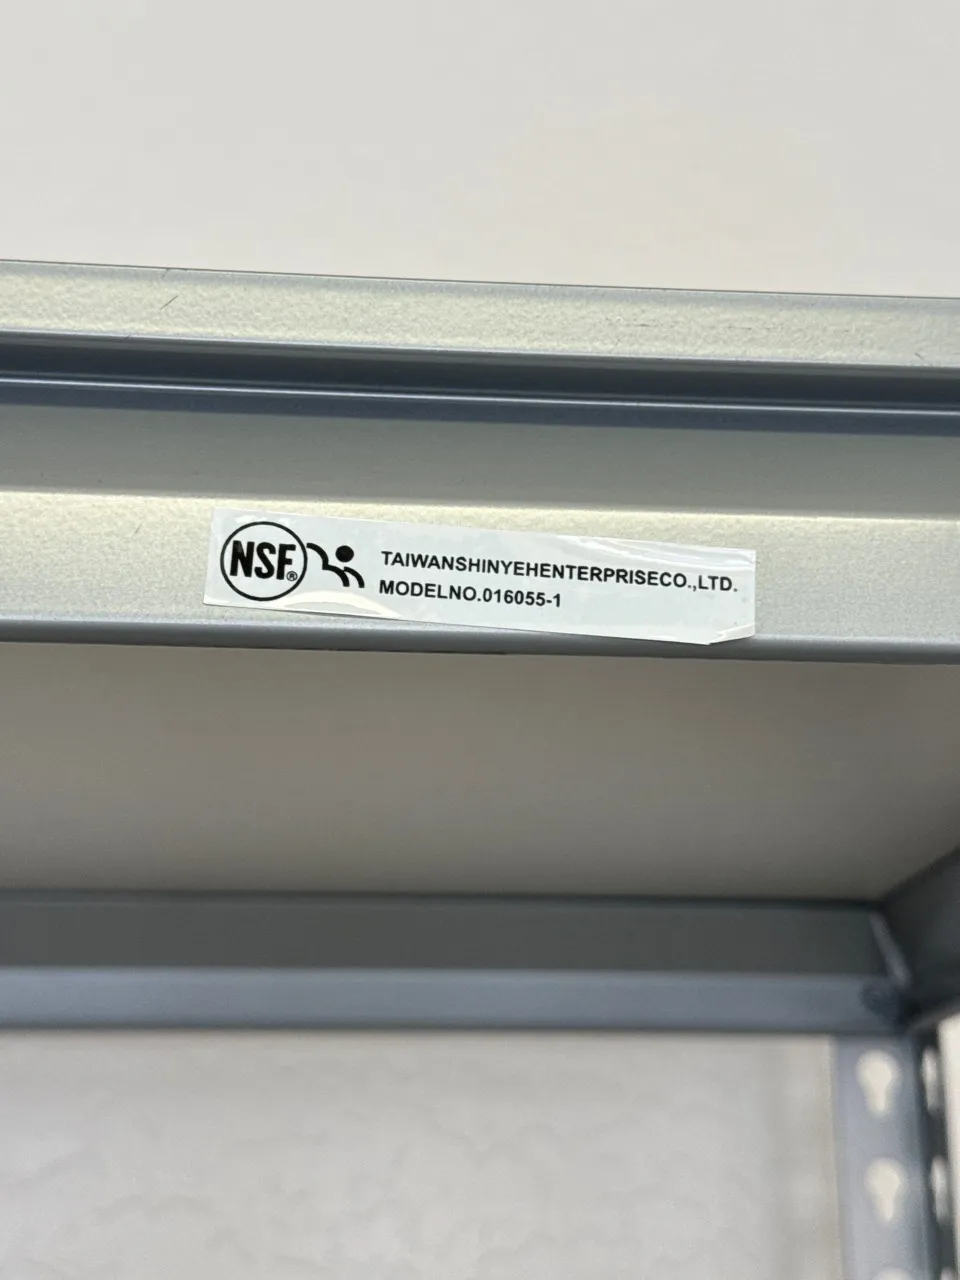 NSF®
TAIWANSHINYEHENTERPRISECO.,LTD.
MODELNO.016055-1